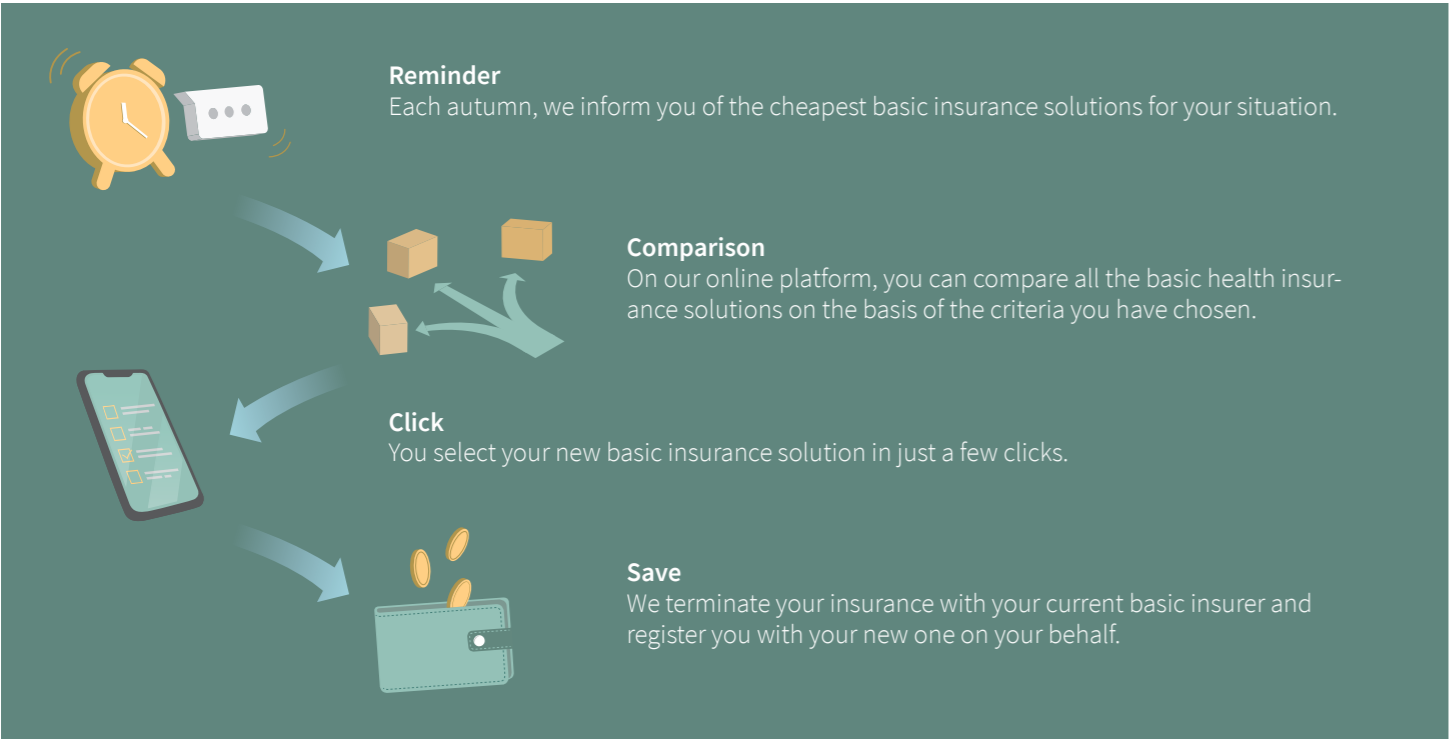 Reminder
Each autumn, we inform you of the cheapest basic insurance solutions for your situation.
Comparison
On our online platform, you can compare all the basic health insur-
ance solutions on the basis of the criteria you have chosen.
Click
You select your new basic insurance solution in just a few clicks.
Save
We terminate your insurance with your current basic insurer and
register you with your new one on your behalf.